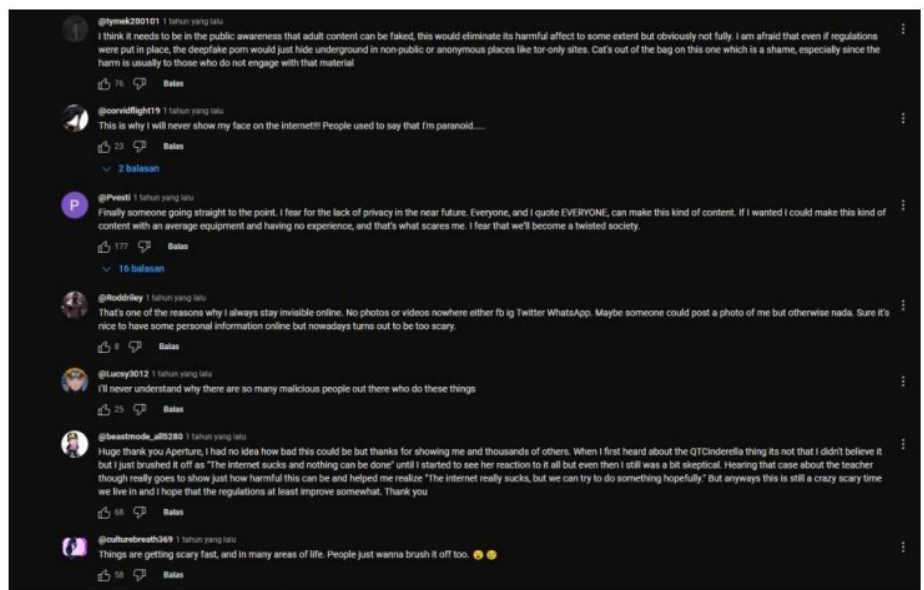 @tymek200101 1 tahun yang lalu
I think it needs to be in the public awareness that adult content can be faked, this would eliminate its harmful affect to some extent but obviously not fully. I am afraid that even if regulations
were put in place, the deepfake porn would just hide underground in non-public or anonymous places like tor-only sites. Cat's out of the bag on this one which is a shame, especially since the
harm is usually to those who do not engage with that material
76 Balas
@corvidflight19 1 tahun yang lalu
This is why I will never show my face on the internet!!! People used to say that I'm paranoid.....
23 Balas
2 balasan
P
@Pvesti 1 tahun yang lalu
Finally someone going straight to the point. I fear for the lack of privacy in the near future. Everyone, and I quote EVERYONE, can make this kind of content. If I wanted I could make this kind of
content with an average equipment and having no experience, and that's what scares me. I fear that we'll become a twisted society.
177 Balas
16 balasan
@Roddriley 1 tahun yang lalu
That's one of the reasons why I always stay invisible online. No photos or videos nowhere either fb ig Twitter WhatsApp. Maybe someone could post a photo of me but otherwise nada. Sure it's
nice to have some personal information online but nowadays turns out to be too scary.
8 Balas
@Lucsy3012 1 tahun yang lalu
I'll never understand why there are so many malicious people out there who do these things
25 Balas
@beastmode_all5280 1 tahun yang lalu
Huge thank you Aperture, I had no idea how bad this could be but thanks for showing me and thousands of others. When I first heard about the QTCinderella thing its not that I didn't believe it
but I just brushed it off as "The internet sucks and nothing can be done" until I started to see her reaction to it all but even then I still was a bit skeptical. Hearing that case about the teacher
though really goes to show just how harmful this can be and helped me realize "The internet really sucks, but we can try to do something hopefully." But anyways this is still a crazy scary time
we live in and I hope that the regulations at least improve somewhat. Thank you
68 Balas
@culturebreath369 1 tahun yang lalu
Things are getting scary fast, and in many areas of life. People just wanna brush it off too. 😮 😢
58 Balas